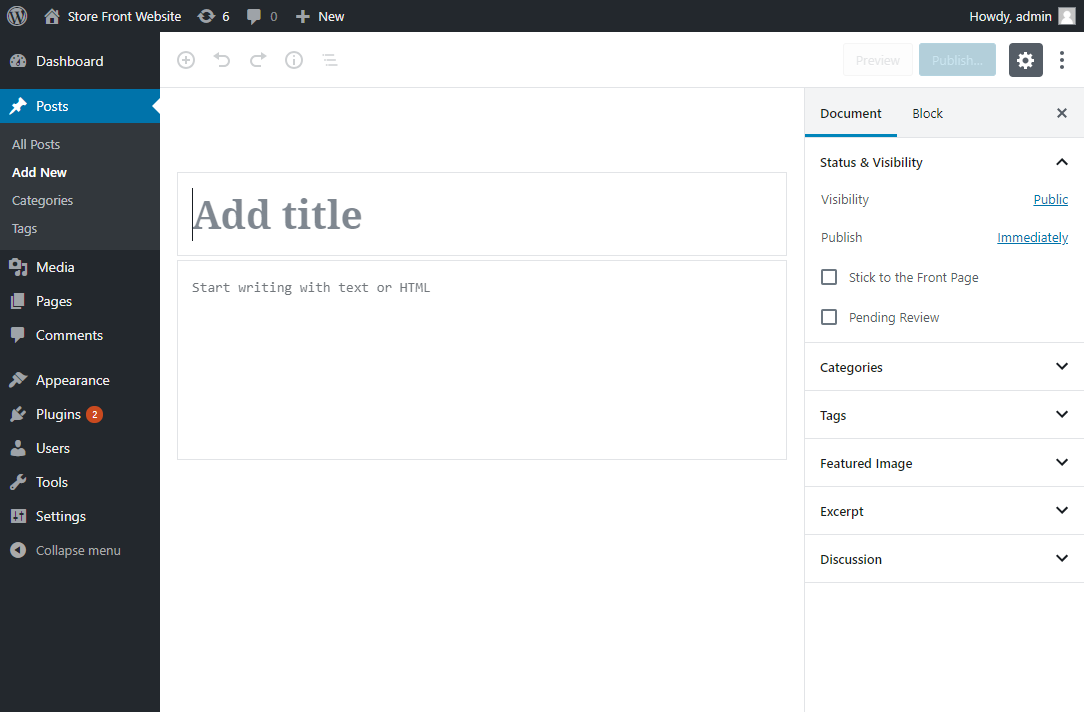 Store Front Website 6 0 New Howdy, admin
Dashboard
Posts
All Posts
Add New
Categories
Tags
Media
Pages
Comments
Appearance
Plugins 2
Users
Tools
Settings
Collapse menu
Preview Publish...
Add title
Start writing with text or HTML
Document Block
Status & Visibility
Visibility Public
Publish Immediately
Stick to the Front Page
Pending Review
Categories
Tags
Featured Image
Excerpt
Discussion